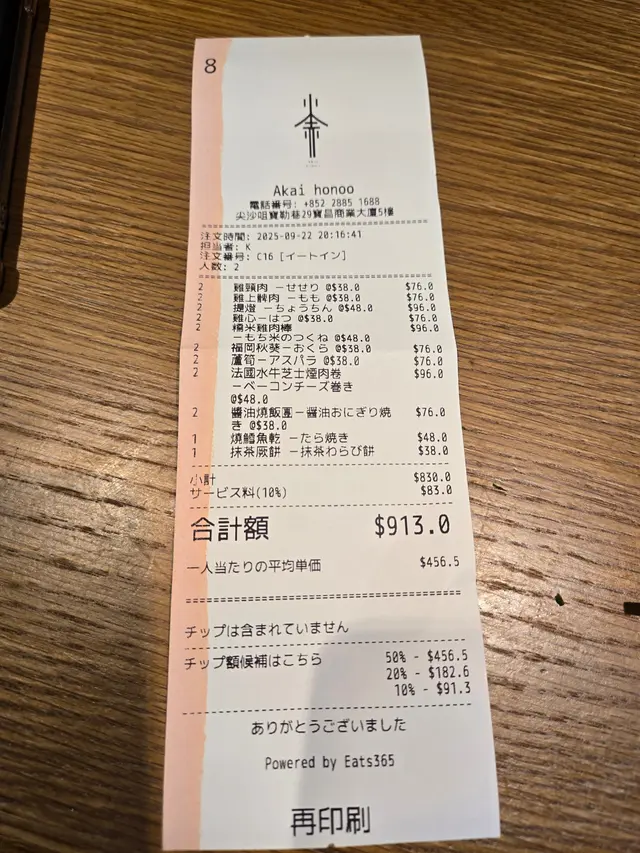 8
Akai honoo
電話番号: +852 2885 1688
尖沙咀寶勒巷29寶昌商業大廈5樓
注文時間: 2025-09-22 20:16:41
担当者: K
注文番号: C16 [イートイン]
人数: 2
2 雞頸肉 −せせり @$38.0 $76.0
2 雞上髀肉 −もも @$38.0 $76.0
2 提燈 −ちょうちん @$48.0 $96.0
2 雞心−はつ @$38.0 $76.0
2 糯米雞肉棒 $96.0
−もち米のつくね @$48.0
2 福岡秋葵−おくら @$38.0 $76.0
2 蘆筍−アスパラ @$38.0 $76.0
2 法國水牛芝士煙肉卷 $96.0
−ベーコンチーズ巻き
@$48.0
2 醬油燒飯團−醤油おにぎり焼 $76.0
き @$38.0
1 燒鱈魚乾 −たら焼き $48.0
1 抹茶厥餅 −抹茶わらび餅 $38.0
小計 $830.0
サービス料(10%) $83.0
合計額 $913.0
一人当たりの平均単価 $456.5
チップは含まれていません
チップ額候補はこちら 50% - $456.5
20% - $182.6
10% - $91.3
ありがとうございました
Powered by Eats365
再印刷